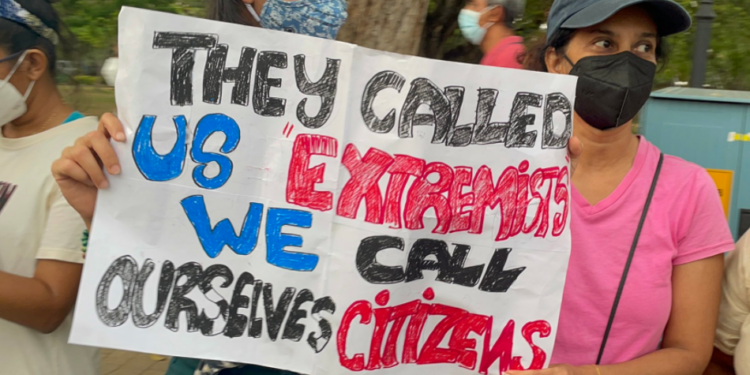 They CALLED
US "EXTREMISTS"
WE CALL
OURSELVES CITIZENS